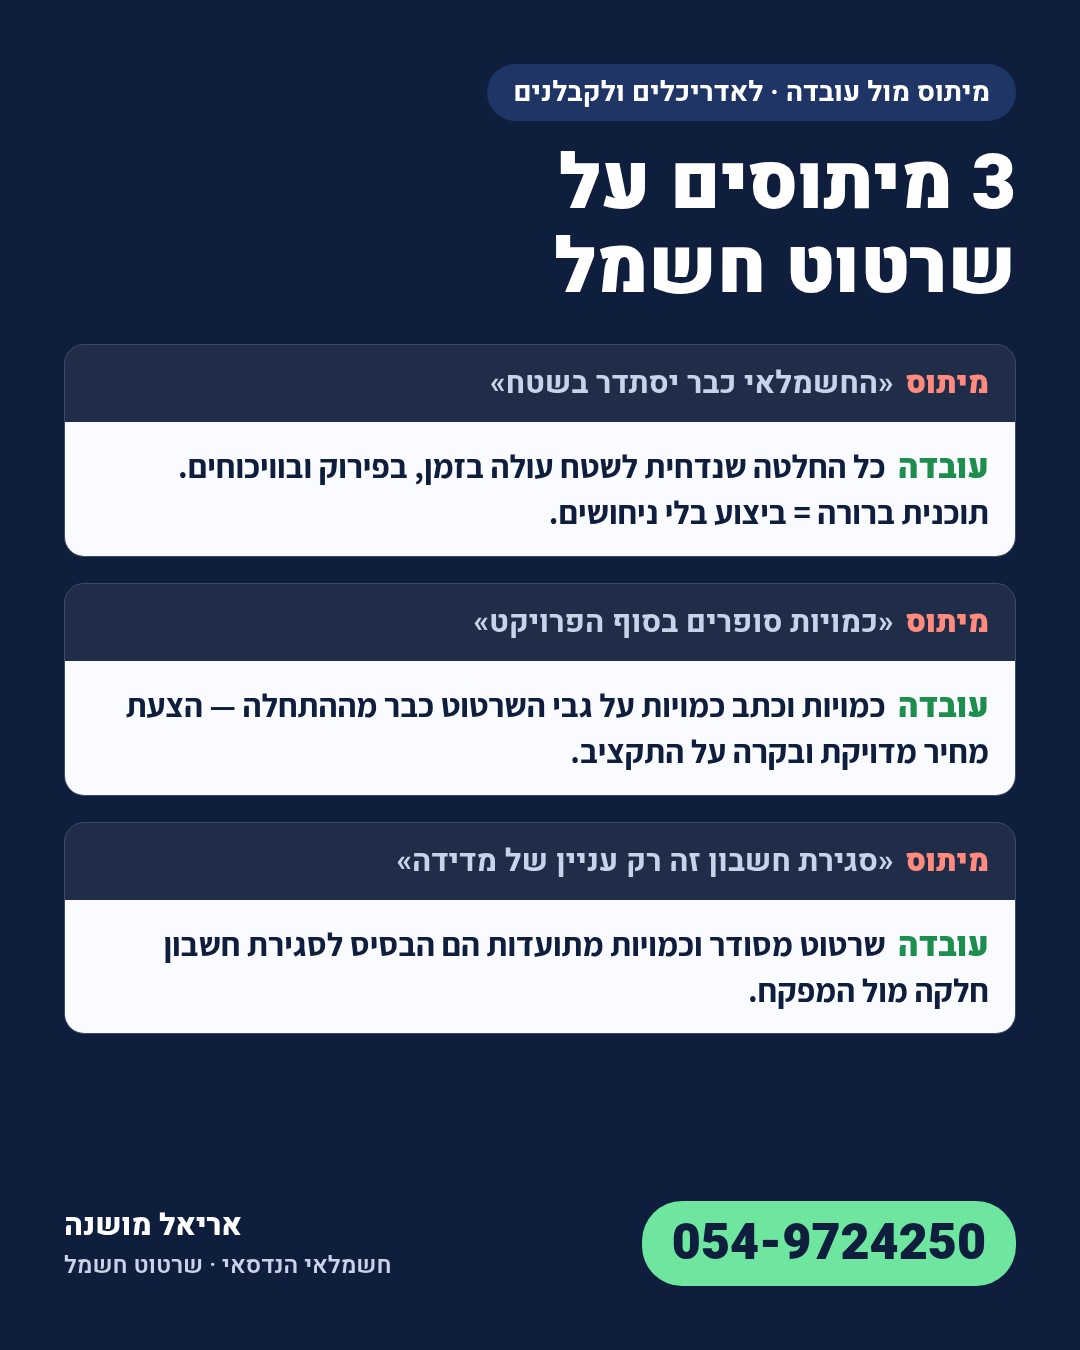 מיתוס מול עובדה · לאדריכלים ולקבלנים
3 מיתוסים על
שרטוט חשמל
מיתוס «החשמלאי כבר יסתדר בשטח»
עובדה כל החלטה שנדחית לשטח עולה בזמן, בפירוק ובוויכוחים.
תוכנית ברורה = ביצוע בלי ניחושים.
מיתוס «כמויות סופרים בסוף הפרויקט»
עובדה כמויות וכתב כמויות על גבי השרטוט כבר מההתחלה — הצעת
מחיר מדויקת ובקרה על התקציב.
מיתוס «סגירת חשבון זה רק עניין של מדידה»
עובדה שרטוט מסודר וכמויות מתועדות הם הבסיס לסגירת חשבון
חלקה מול המפקח.
054-9724250
אריאל מושנה
חשמלאי הנדסאי · שרטוט חשמל